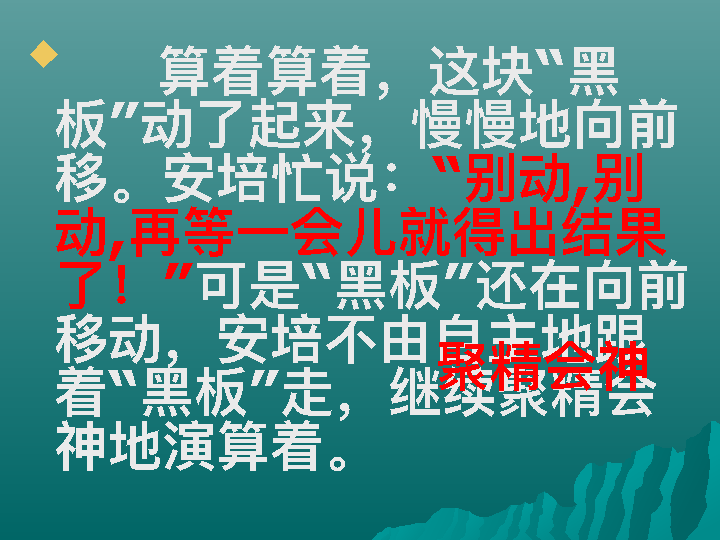 算着算着，这块“黑
板”动了起来，慢慢地向前
移。安培忙说：“别动,别
动,再等一会儿就得出结果
了！”可是“黑板”还在向前
移动，安培不由自主地跟
着“黑板”走，继续聚精会
神地演算着。
聚精会神